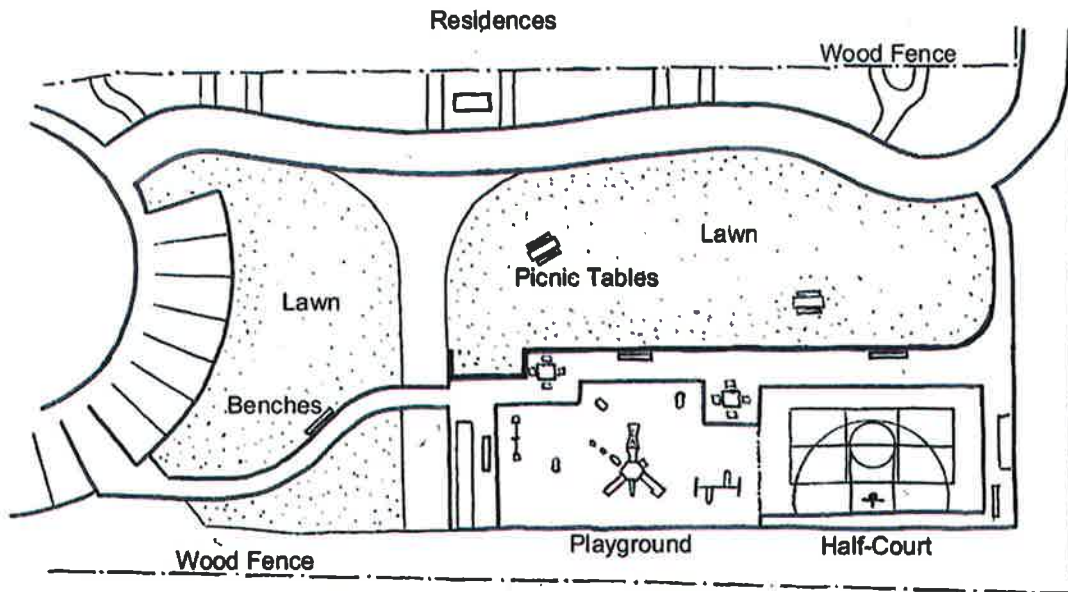 Residences
Wood Fence
Lawn
Picnic Tables
Lawn
Benches
Playground
Half-Court
Wood Fence